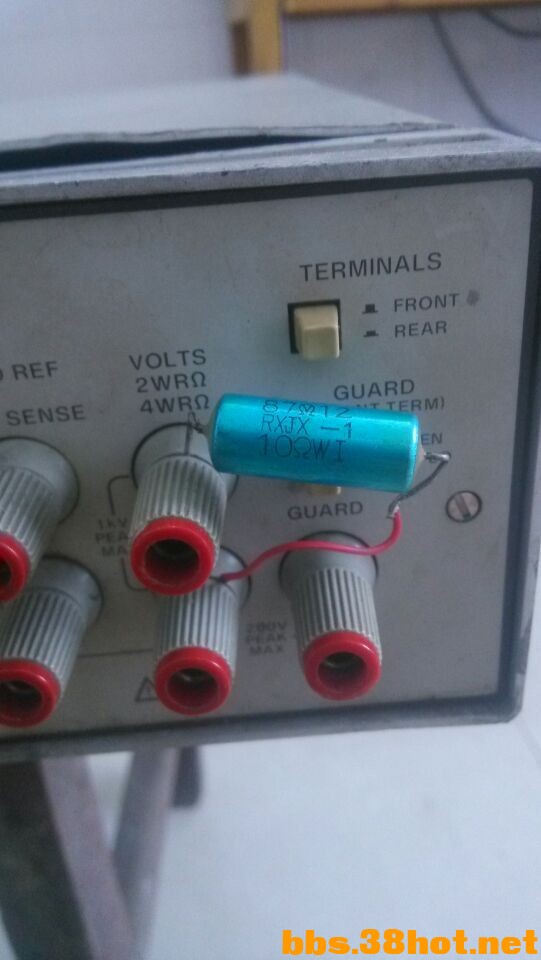 TERMINALS
FRONT
REAR
REF
VOLTS
2WRΩ
4WRΩ
SENSE
GUARD
TERM)
RXJX -1
10ΩWI
GUARD
1kV
PEAK
MAX
200V
PEAK
MAX
bbs.38hot.net